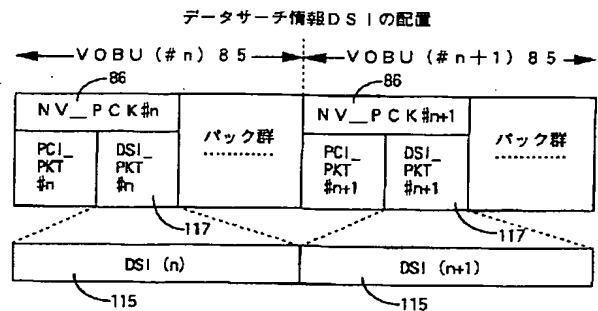 データサーチ情報DSIの配置
VOBU(#n)85 VOBU(#n+1)85
86 86
NV_PCK#n NV_PCK#n+1
パック群 パック群
PCI_PKT#n DSI_PKT#n PCI_PKT#n+1 DSI_PKT#n+1
117 117
DSI (n) DSI (n+1)
115 115